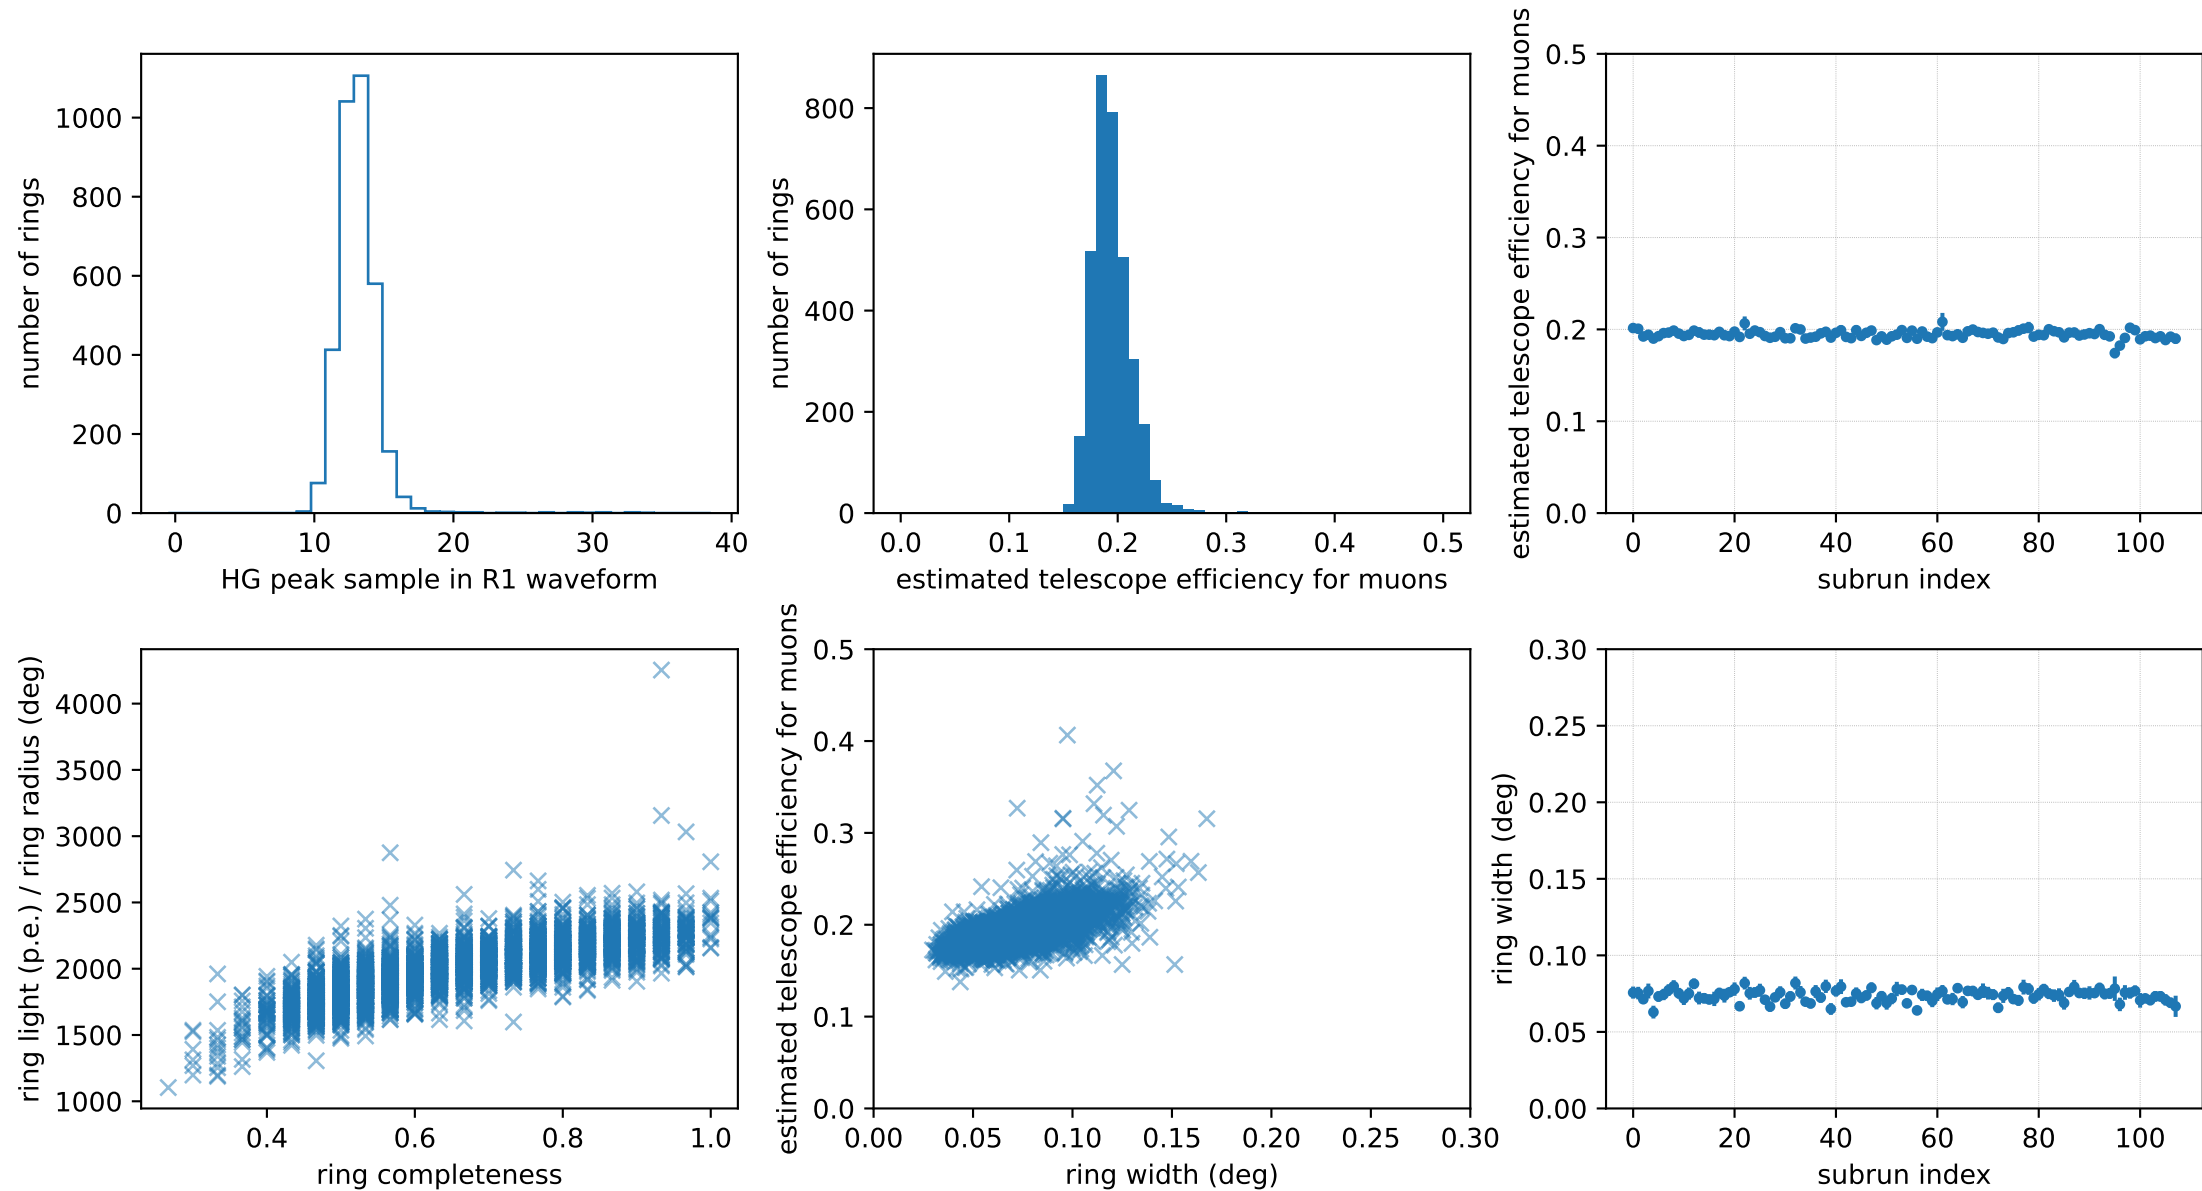 number of rings
1000
800
600
400
200
0
0 10 20 30 40
HG peak sample in R1 waveform
number of rings
800
600
400
200
0
0.0 0.1 0.2 0.3 0.4 0.5
estimated telescope efficiency for muons
estimated telescope efficiency for muons
0.5
0.4
0.3
0.2
0.1
0.0
0 20 40 60 80 100
subrun index
ring light (p.e.) / ring radius (deg)
4000
3500
3000
2500
2000
1500
1000
0.4 0.6 0.8 1.0
ring completeness
estimated telescope efficiency for muons
0.5
0.4
0.3
0.2
0.1
0.0
0.00 0.05 0.10 0.15 0.20 0.25 0.30
ring width (deg)
ring width (deg)
0.30
0.25
0.20
0.15
0.10
0.05
0.00
0 20 40 60 80 100
subrun index